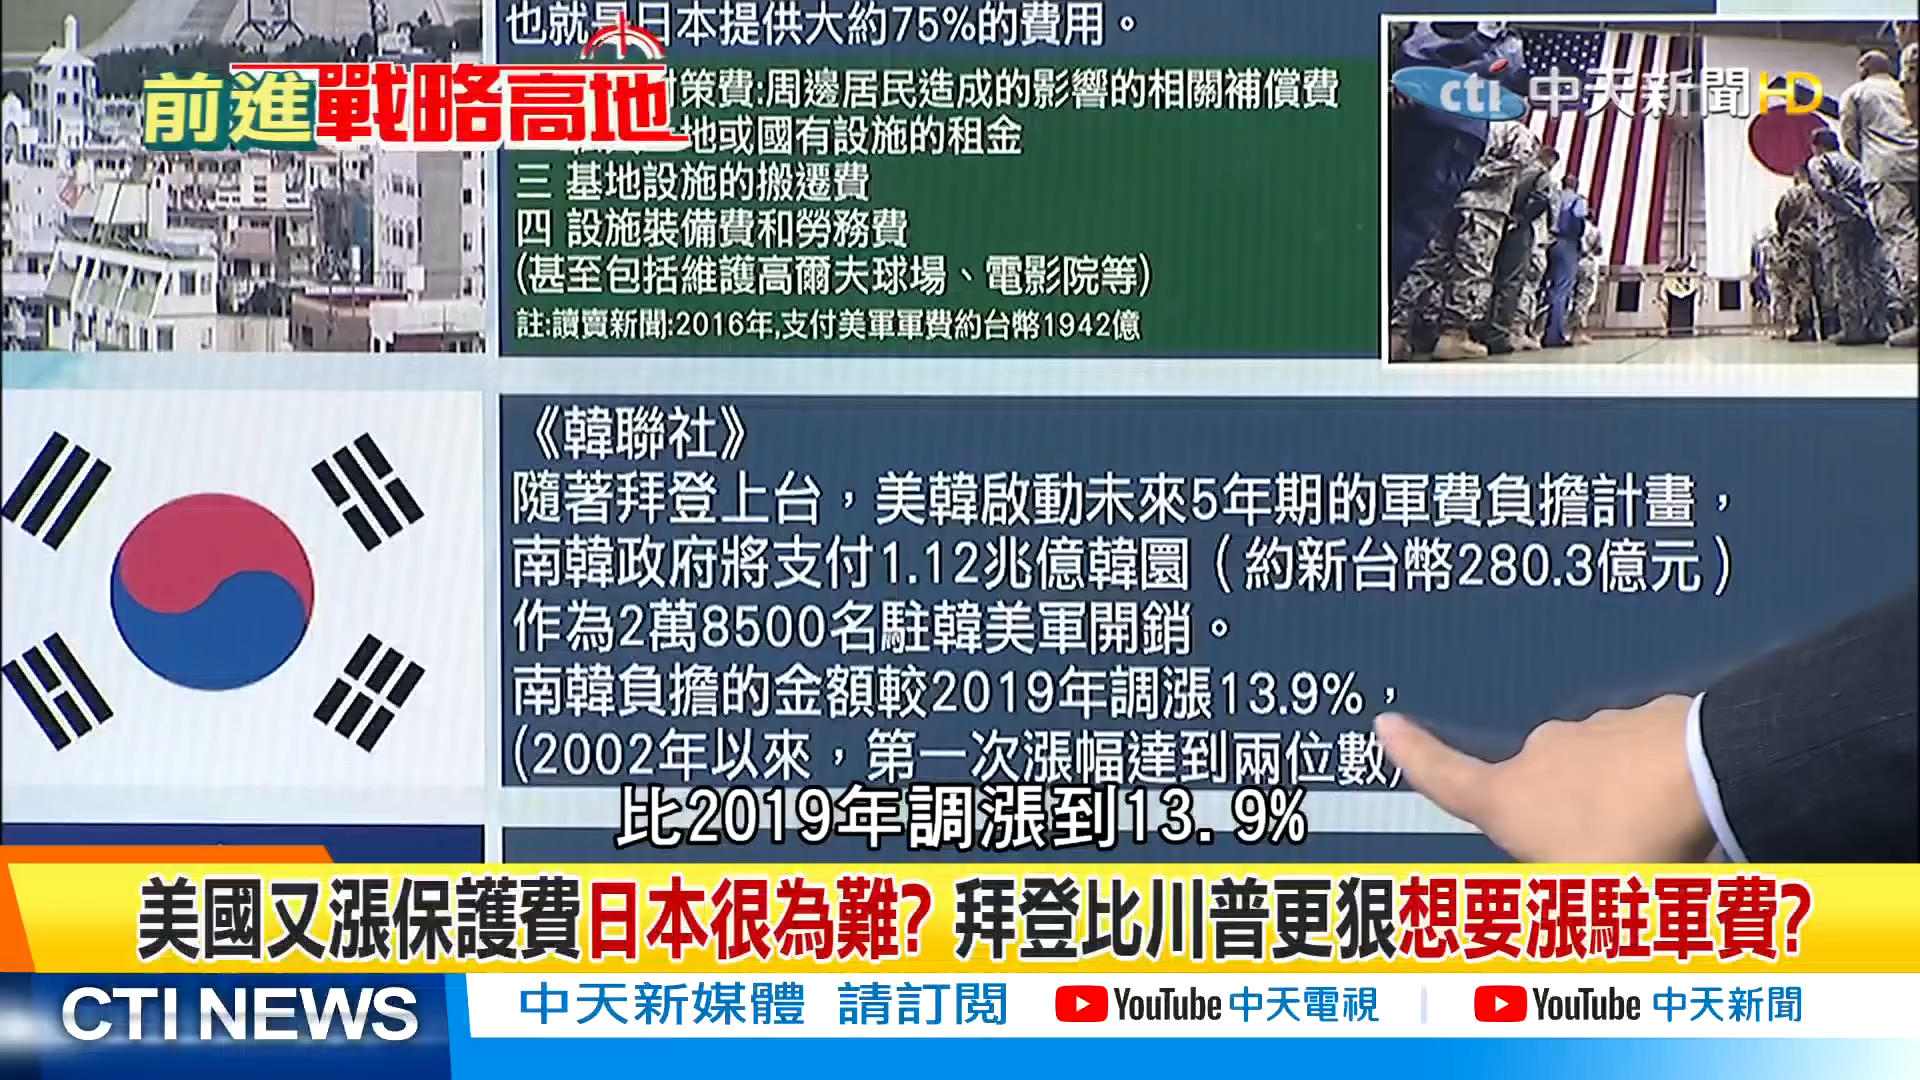 也就是日本提供大約75%的費用。
前進戰略高地
策費:周邊居民造成的影響的相關補償費
地或國有設施的租金
三 基地設施的搬遷費
四 設施裝備費和勞務費
(甚至包括維護高爾夫球場、電影院等)
註:讀賣新聞:2016年,支付美軍軍費約台幣1942億
cti 中天新聞HD
《韓聯社》
隨著拜登上台，美韓啟動未來5年期的軍費負擔計畫，
南韓政府將支付1.12兆億韓圜（約新台幣280.3億元）
作為2萬8500名駐韓美軍開銷。
南韓負擔的金額較2019年調漲13.9%，
(2002年以來，第一次漲幅達到兩位數)
比2019年調漲到13.9%
美國又漲保護費日本很為難? 拜登比川普更狠想要漲駐軍費?
CTI NEWS
中天新媒體 請訂閱 YouTube 中天電視 YouTube 中天新聞